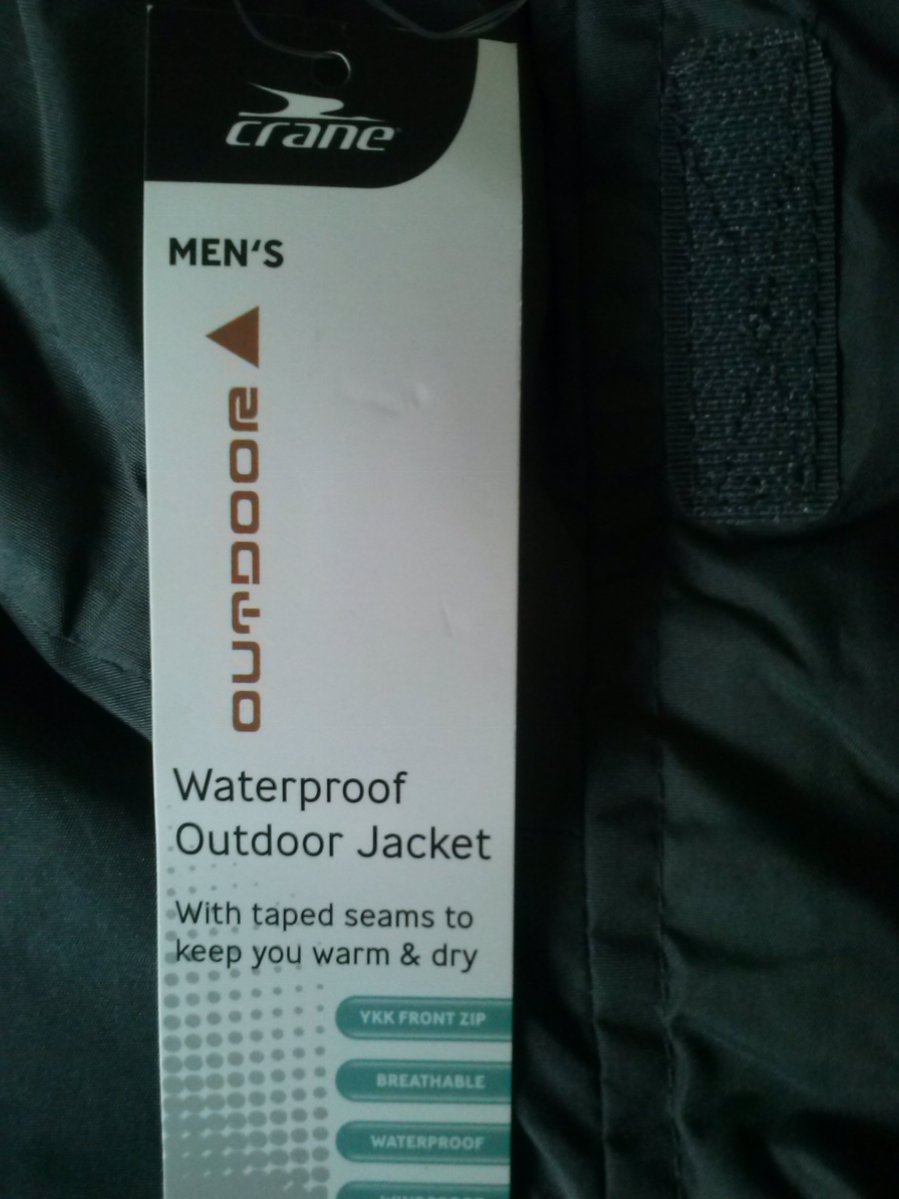 crane
MEN'S
OUTDOOR
Waterproof
Outdoor Jacket
With taped seams to
keep you warm & dry
YKK FRONT ZIP
BREATHABLE
WATERPROOF